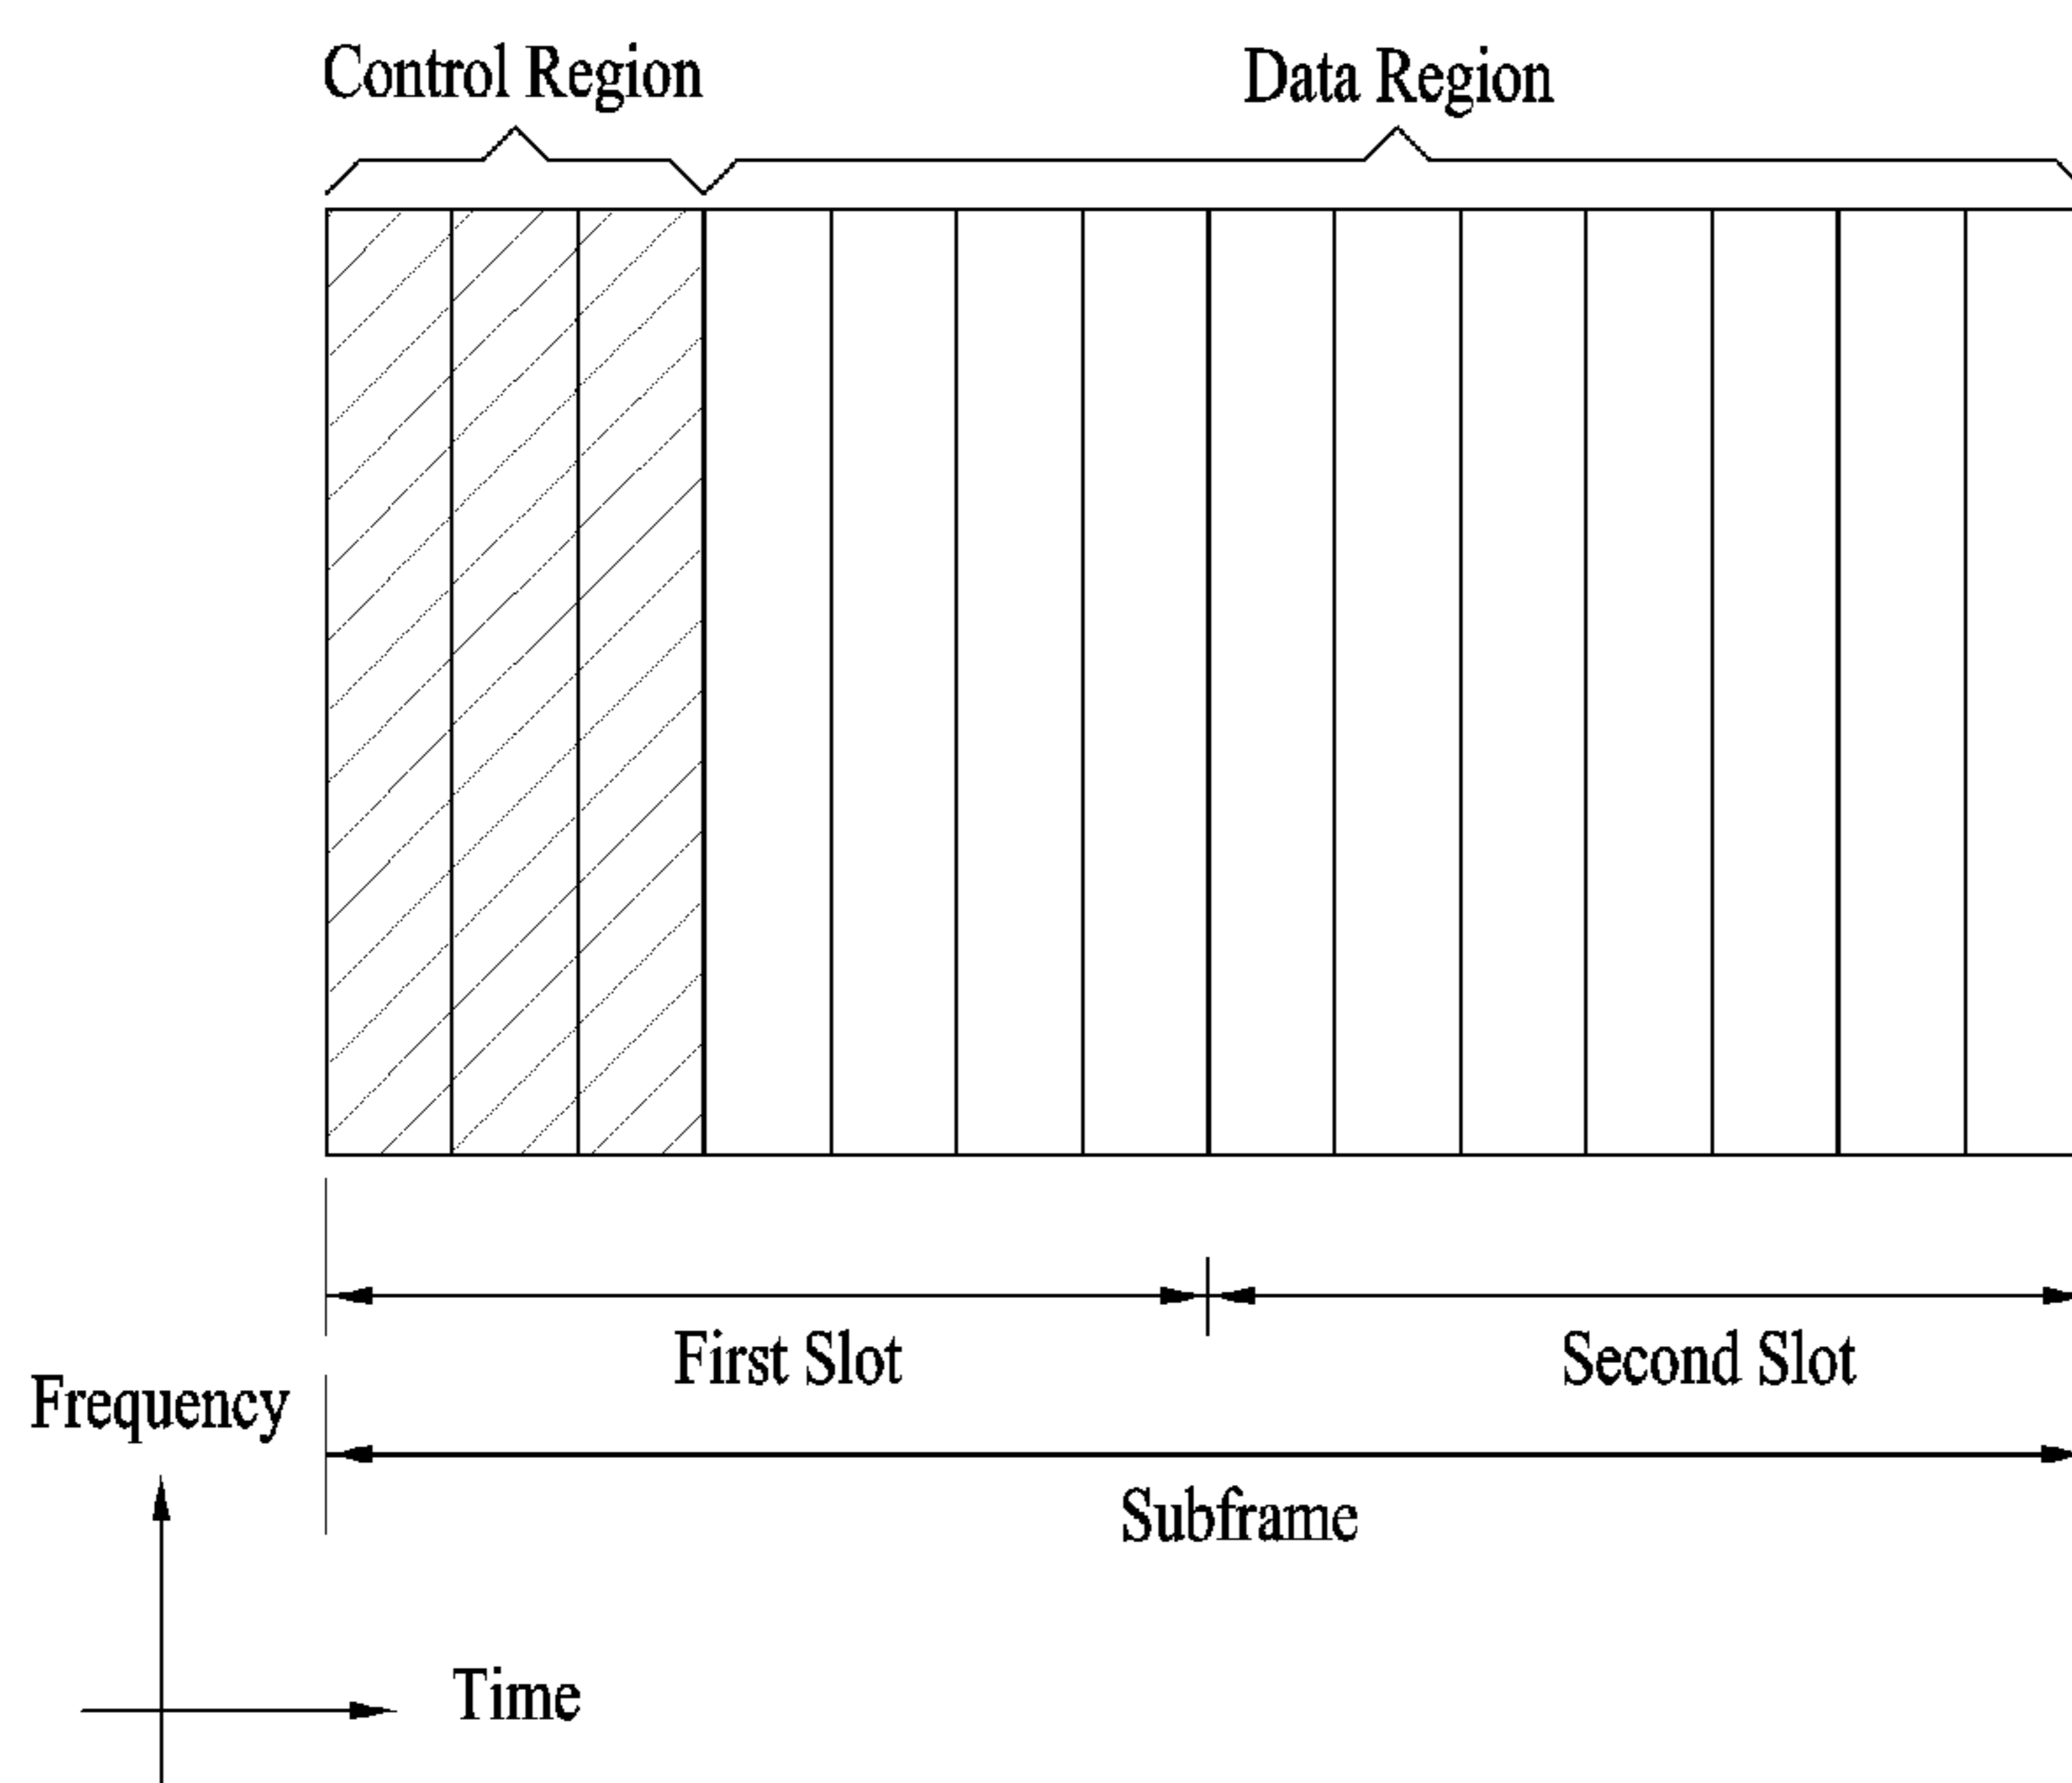 Control Region
Data Region
First Slot
Second Slot
Frequency
Subframe
Time